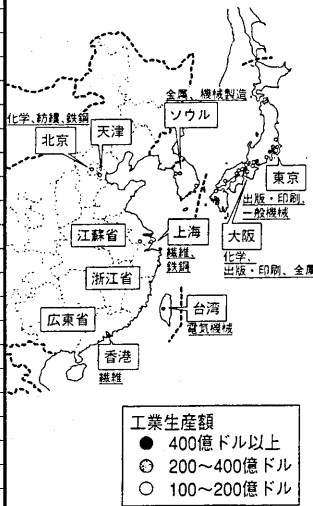 金属、機械製造
ソウル
化学、紡績、鉄鋼
天津
北京
東京
出版・印刷、
一般機械
大阪
化学、
出版・印刷、金属
江蘇省
上海
繊維、
鉄鋼
浙江省
台湾
電気機械
広東省
香港
繊維
工業生産額
● 400億ドル以上
200〜400億ドル
○ 100〜200億ドル